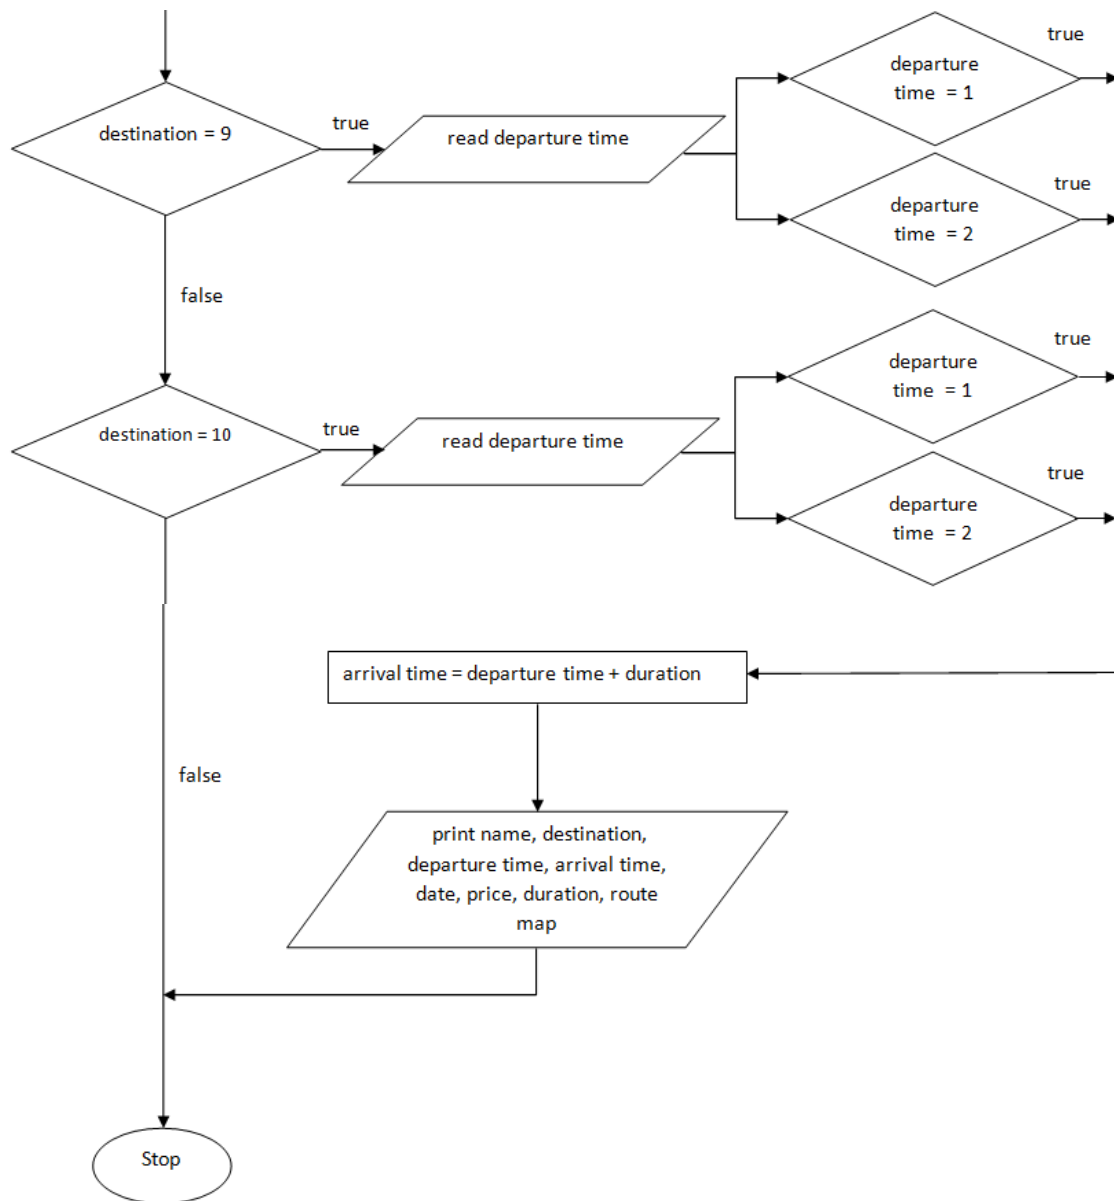 true
departure
time = 1
destination = 9
true
read departure time
true
departure
time = 2
false
true
departure
time = 1
destination = 10
true
read departure time
true
departure
time = 2
arrival time = departure time + duration
false
print name, destination,
departure time, arrival time,
date, price, duration, route
map
Stop